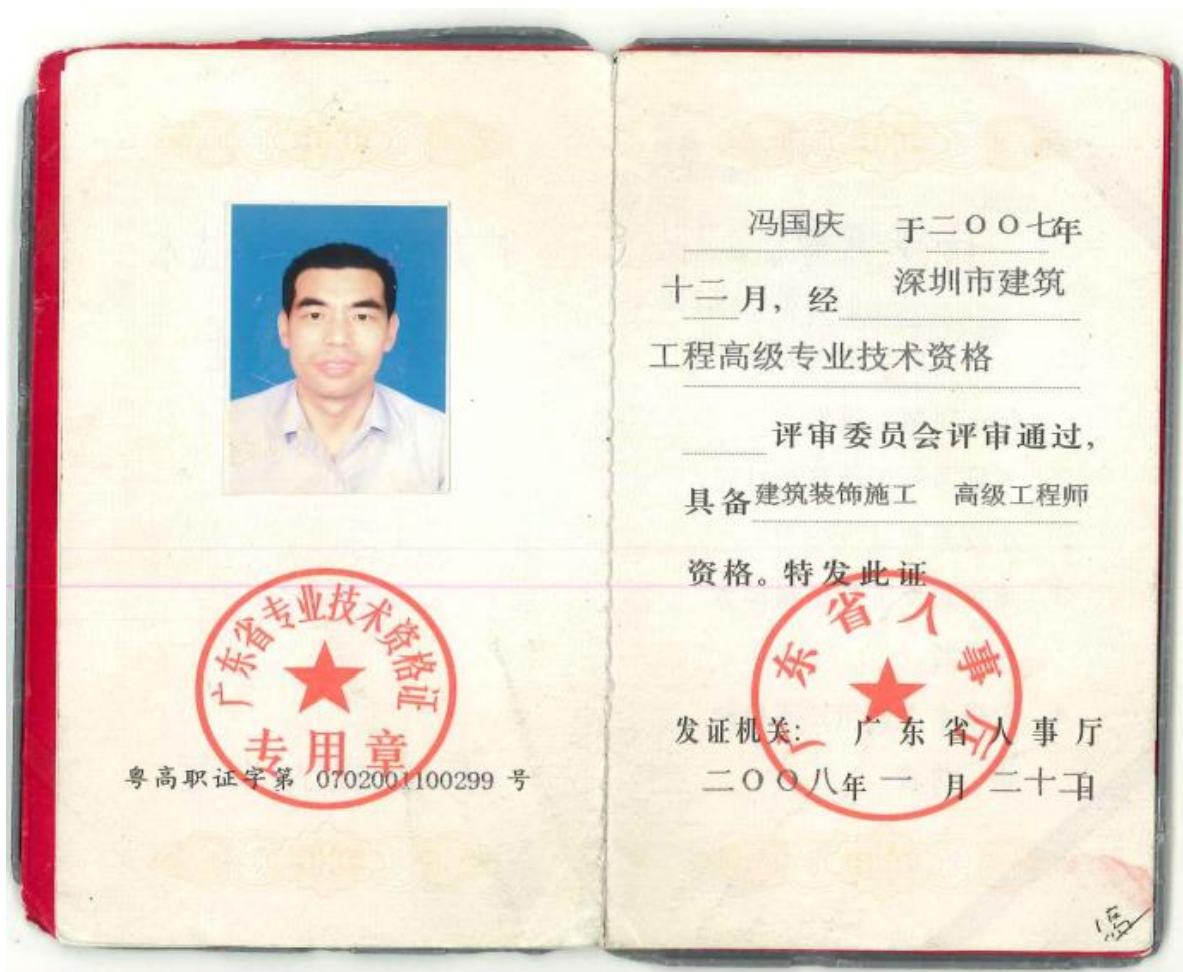 广东省专业技术资格证
专用章
粤高职证字第 0702001100299 号
冯国庆 于二〇〇七年
十二月，经 深圳市建筑
工程高级专业技术资格
评审委员会评审通过，
具备建筑装饰施工 高级工程师
资格。特发此证
广东省人事厅
发证机关： 广东省人事厅
二〇〇八年 一 月 二十二日